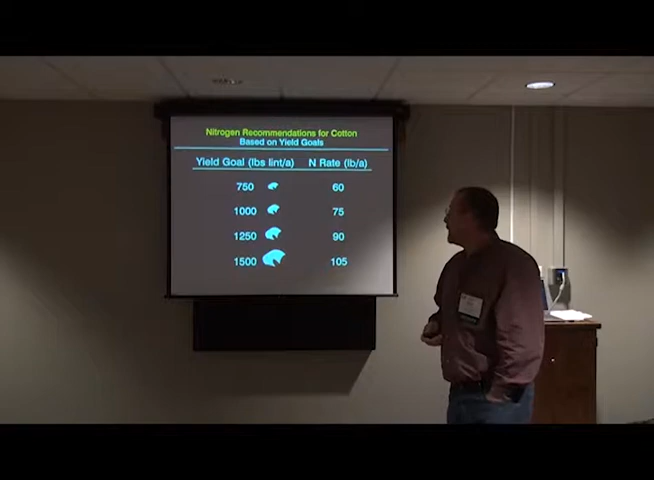 Nitrogen Recommendations for Cotton
Based on Yield Goals
Yield Goal (lbs lint/a) N Rate (lb/a)
750 60
1000 75
1250 90
1500 105